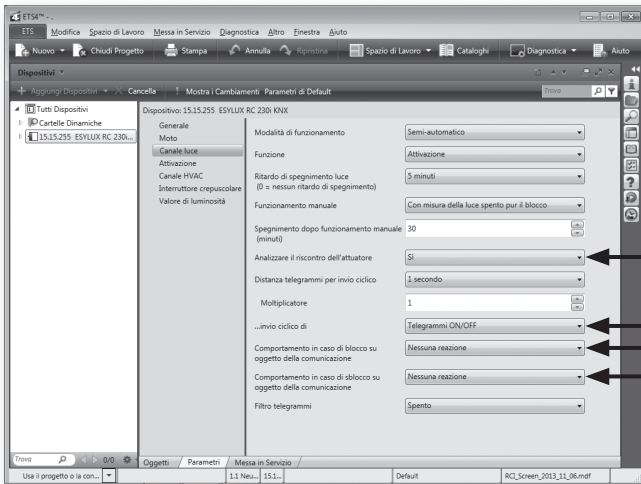 ETS4™ - .
ETS Modifica Spazio di Lavoro Messa in Servizio Diagnostica Altro Finestra Aiuto
Nuovo Chiudi Progetto Stampa Annulla Ripristina Spazio di Lavoro Cataloghi Diagnostica Aiuto
Dispositivi
Aggiungi Dispositivi Cancella Mostra i Cambiamenti Parametri di Default Trova
Tutti Dispositivi
Cartelle Dinamiche
15.15.255 ESYLUX RC 230i...
Dispositivo: 15.15.255 ESYLUX RC 230i KNX
Generale
Moto
Canale luce
Attivazione
Canale HVAC
Interruttore crepuscolare
Valore di luminosità
Modalità di funzionamento Semi-automatico
Funzione Attivazione
Ritardo di spegnimento luce 5 minuti
(0 = nessun ritardo di spegnimento)
Funzionamento manuale Con misura della luce spento pur il blocco
Spegnimento dopo funzionamento manuale 30
(minuti)
Analizzare il riscontro dell'attuatore Sì
Distanza telegrammi per invio ciclico 1 secondo
Moltiplicatore 1
...invio ciclico di Telegrammi ON/OFF
Comportamento in caso di blocco su Nessuna reazione
oggetto della comunicazione
Comportamento in caso di sblocco su Nessuna reazione
oggetto della comunicazione
Filtro telegrammi Spento
Trova 0/0 Oggetti Parametri Messa in Servizio
Usa il progetto o la con... 1.1 Neu... 15.1... Default RCI_Screen_2013_11_06.mdf